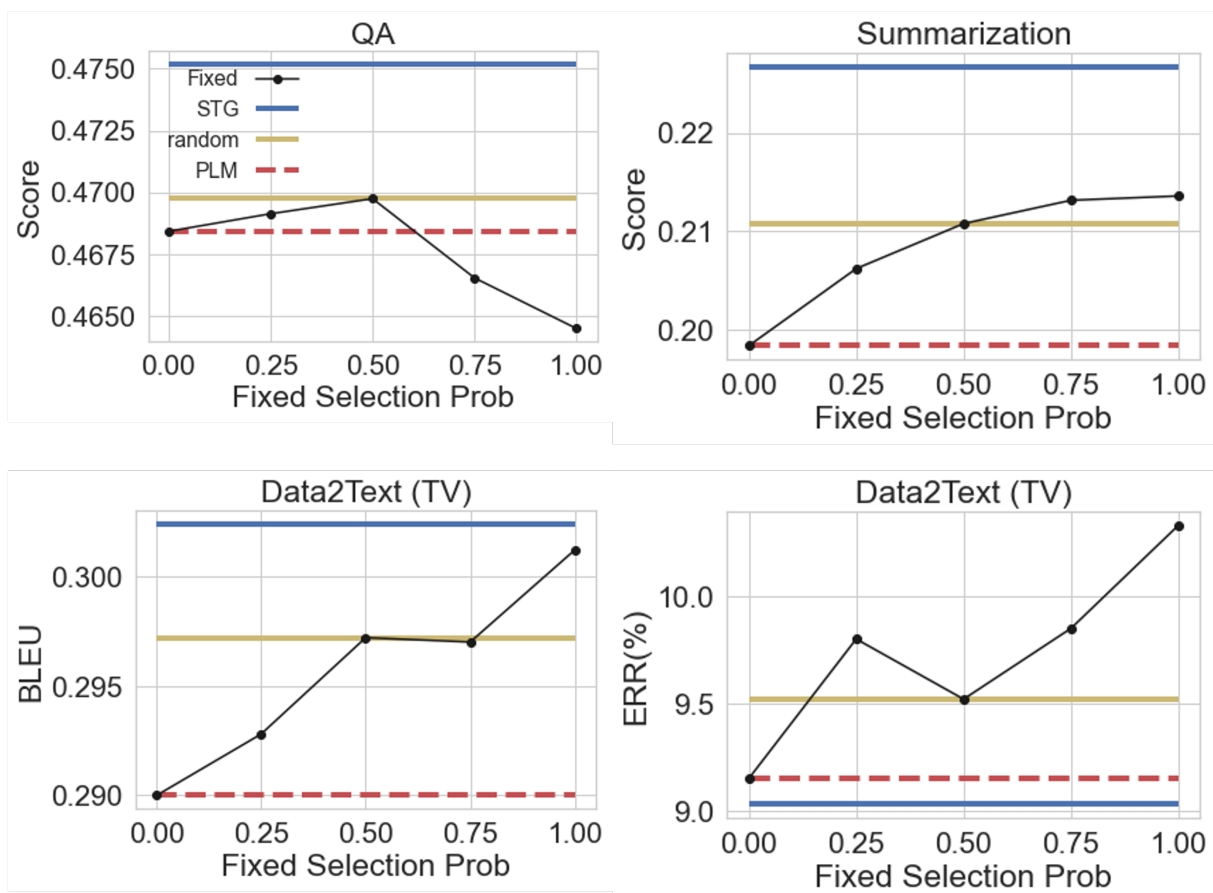 QA
0.4750
0.4725
0.4700
0.4675
0.4650
Score
Fixed
STG
random
PLM
0.00 0.25 0.50 0.75 1.00
Fixed Selection Prob
Summarization
0.22
0.21
0.20
Score
0.00 0.25 0.50 0.75 1.00
Fixed Selection Prob
Data2Text (TV)
0.300
0.295
0.290
BLEU
0.00 0.25 0.50 0.75 1.00
Fixed Selection Prob
Data2Text (TV)
10.0
9.5
9.0
ERR(%)
0.00 0.25 0.50 0.75 1.00
Fixed Selection Prob